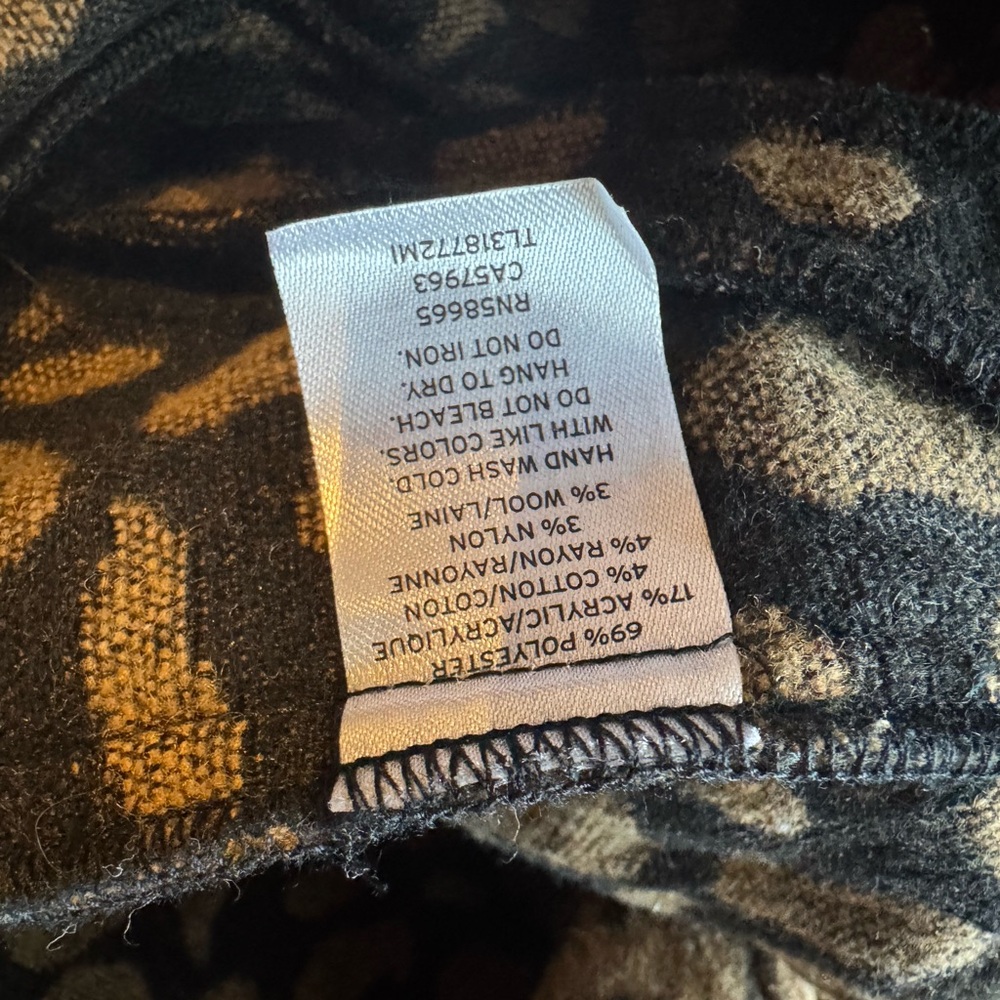 69% POLYESTER
17% ACRYLIC/ACRYLIQUE
4% COTTON/COTON
4% RAYON/RAYONNE
3% NYLON
3% WOOL/LAINE
HAND WASH COLD.
WITH LIKE COLORS.
DO NOT BLEACH.
HANG TO DRY.
DO NOT IRON.
RN58665
CA57963
TL318772MI